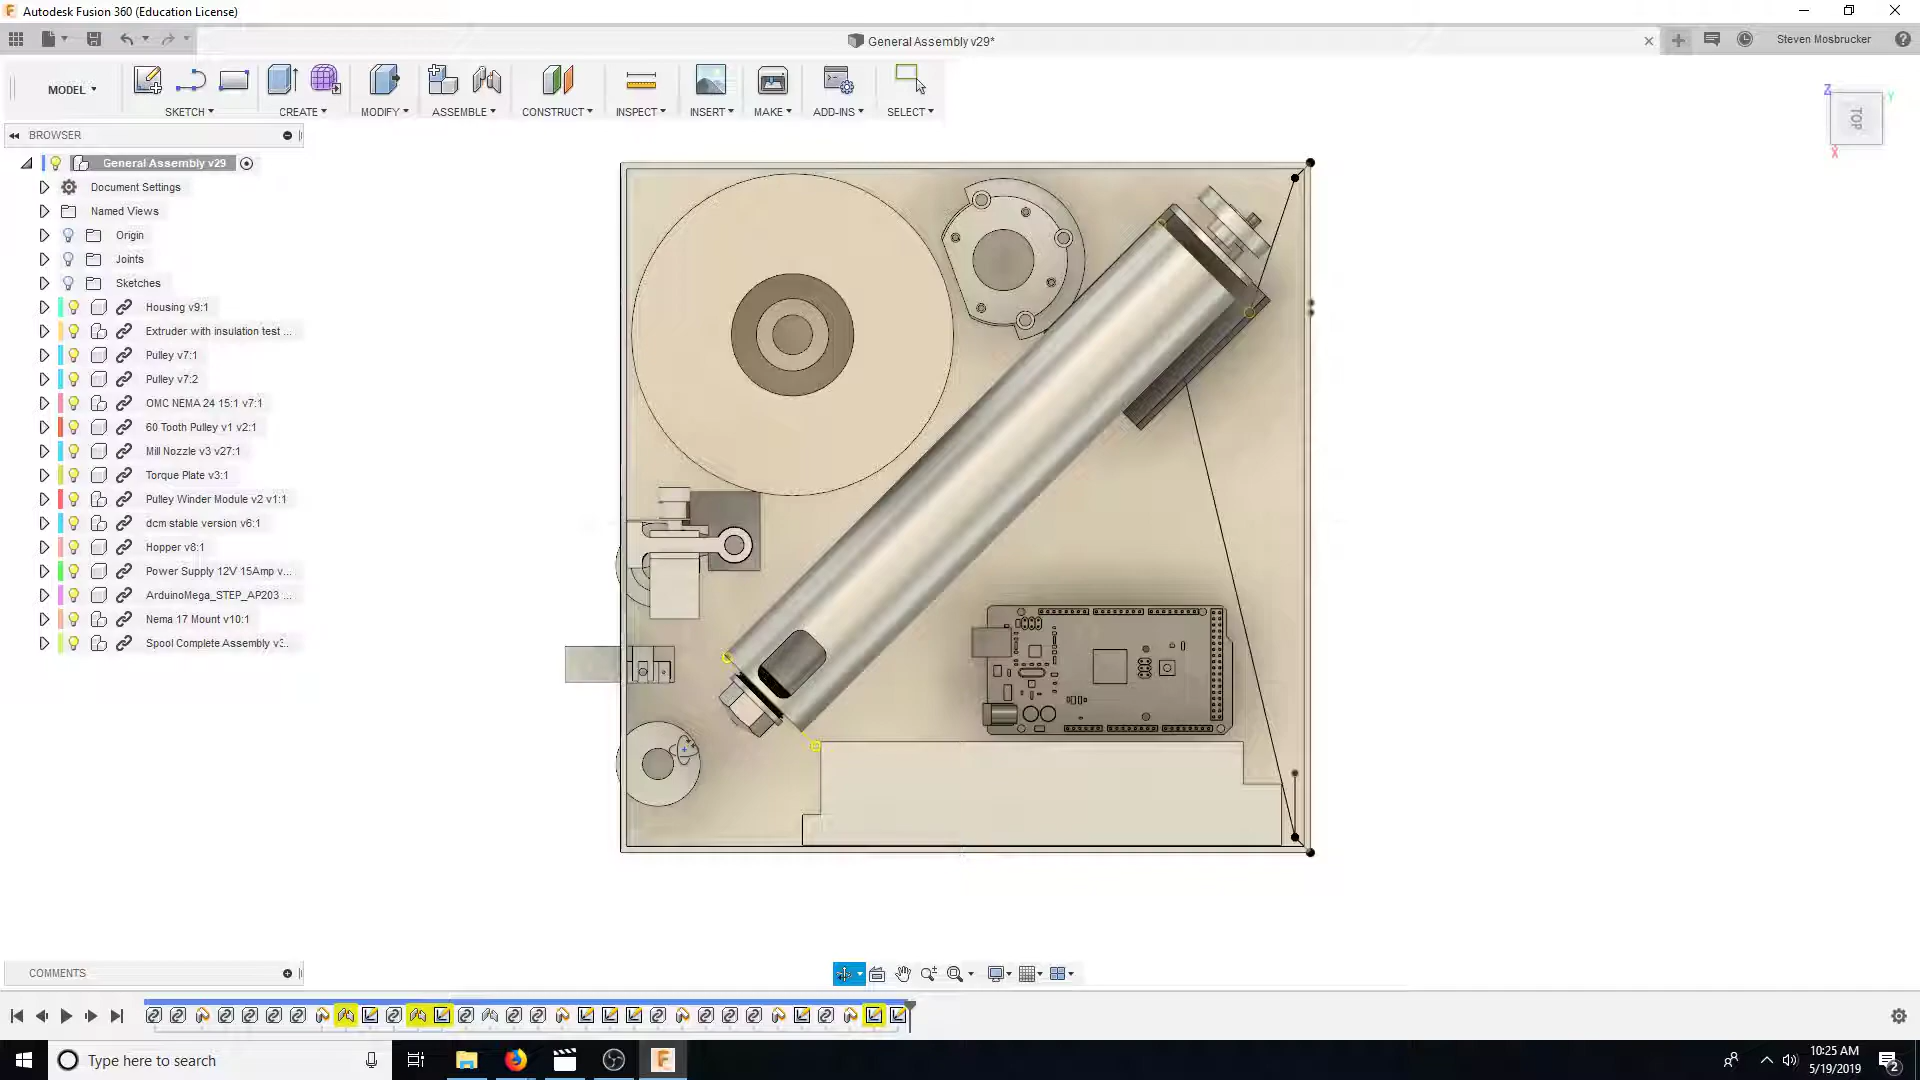 Autodesk Fusion 360 (Education License)
General Assembly v29*
Steven Mosbrucker
MODEL
SKETCH
CREATE
MODIFY
ASSEMBLE
CONSTRUCT
INSPECT
INSERT
MAKE
ADD-INS
SELECT
Z
Y
TOP
X
BROWSER
General Assembly v29
Document Settings
Named Views
Origin
Joints
Sketches
Housing v9:1
Extruder with insulation test ...
Pulley v7:1
Pulley v7:2
OMC NEMA 24 15:1 v7:1
60 Tooth Pulley v1 v2:1
Mill Nozzle v3 v27:1
Torque Plate v3:1
Pulley Winder Module v2 v1:1
dcm stable version v6:1
Hopper v8:1
Power Supply 12V 15Amp v...
ArduinoMega_STEP_AP203 ...
Nema 17 Mount v10:1
Spool Complete Assembly v3..
COMMENTS
Type here to search
10:25 AM
5/19/2019
2